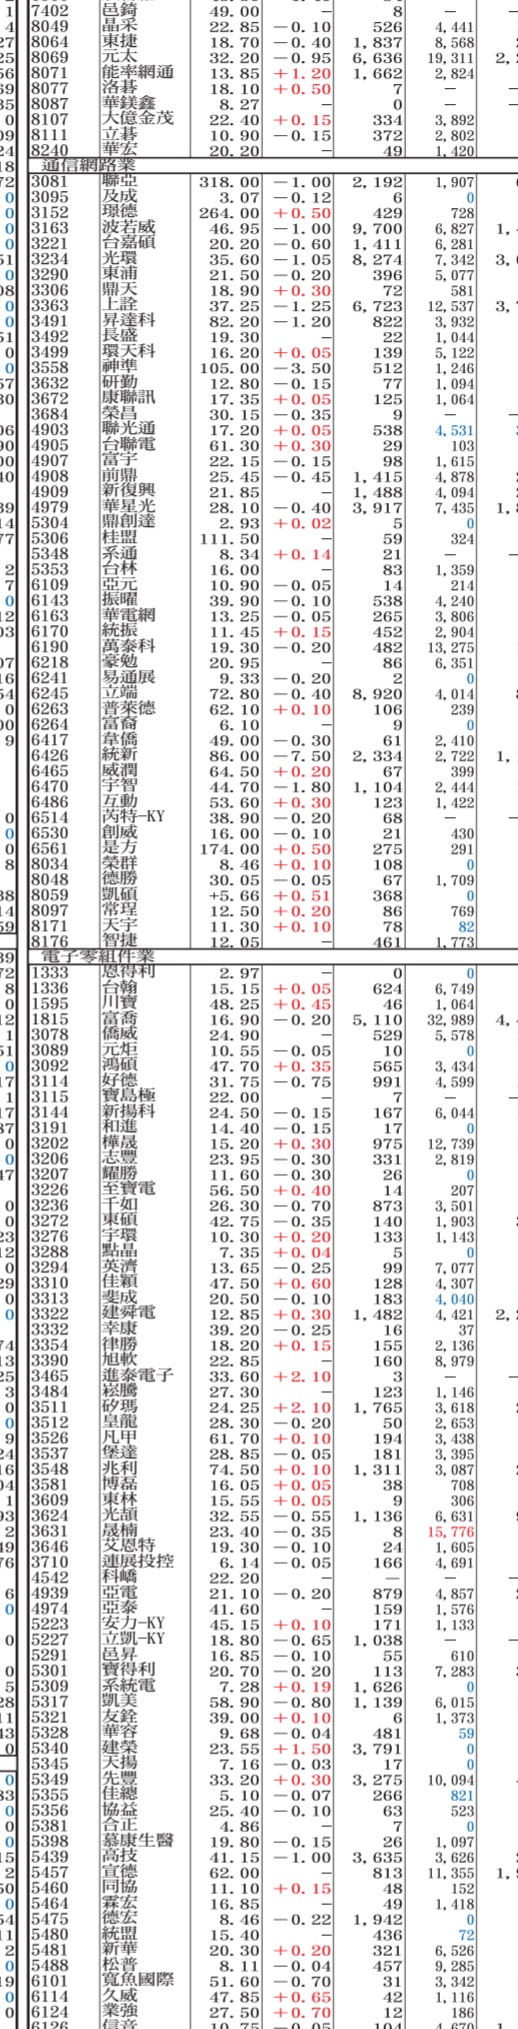 7402 邑錡 49.00 — 8 —
8049 晶采 22.85 —0.10 526 4,441
8064 東捷 18.70 —0.40 1,837 8,568
8069 元太 32.20 —0.95 6,636 19,311
8071 能率網通 13.85 +1.20 1,662 2,824
8077 洛碁 18.10 +0.50 7 — —
8087 華鎂鑫 8.27 — 0 — —
8107 大億金茂 22.40 +0.15 334 3,892
8111 立碁 10.90 —0.15 372 2,802
8240 華宏 20.20 — 49 1,420
通信網路業
3081 聯亞 318.00 —1.00 2,192 1,907
3095 及成 3.07 —0.12 6 0
3152 璟德 264.00 +0.50 429 728
3163 波若威 46.95 —1.00 9,700 6,827
3221 台嘉碩 20.20 —0.60 1,411 6,281
3234 光環 35.60 —1.05 8,274 7,342
3290 東浦 21.50 —0.20 396 5,077
3306 鼎天 18.90 +0.30 72 581
3363 上詮 37.25 —1.25 6,723 12,537
3491 昇達科 82.20 —1.20 822 3,932
3492 長盛 19.30 — 22 1,044
3499 環天科 16.20 +0.05 139 5,122
3558 神準 105.00 —3.50 512 1,246
3632 研勤 12.80 —0.15 77 1,094
3672 康聯訊 17.35 +0.05 125 1,064
3684 榮昌 30.15 —0.35 9 — —
4903 聯光通 17.20 +0.05 538 4,531
4905 台聯電 61.30 +0.30 29 103
4907 富宇 22.15 —0.15 98 1,615
4908 前鼎 25.45 —0.45 1,415 4,878
4909 新復興 21.85 — 1,488 4,094
4979 華星光 28.10 —0.40 3,917 7,435
5304 鼎創達 2.93 +0.02 5 0
5306 桂盟 111.50 — 59 324
5348 系通 8.34 +0.14 21 — —
5353 台林 16.00 — 83 1,359
6109 亞元 10.90 —0.05 14 214
6143 振曜 39.90 —0.10 538 4,240
6163 華電網 13.25 —0.05 265 3,806
6170 統振 11.45 +0.15 452 2,904
6190 萬泰科 19.30 —0.20 482 13,275
6218 豪勉 20.95 — 86 6,351
6241 易通展 9.33 —0.20 2 0
6245 立端 72.80 —0.40 8,920 4,014
6263 普萊德 62.10 +0.10 106 239
6264 富裔 6.10 — 9 0
6417 韋僑 49.00 —0.30 61 2,410
6426 統新 86.00 —7.50 2,334 2,722
6465 威潤 64.50 +0.20 67 399
6470 宇智 44.70 —1.80 1,104 2,444
6486 互動 53.60 +0.30 123 1,422
6514 芮特-KY 38.90 —0.20 68 — —
6530 創威 16.00 —0.10 21 430
6561 是方 174.00 +0.50 275 291
8034 榮群 8.46 +0.10 108 0
8048 德勝 30.05 —0.05 67 1,709
8059 凱碩 +5.66 +0.51 368 0
8097 常珵 12.50 +0.20 86 769
8171 天宇 11.30 +0.10 78 82
8176 智捷 12.05 — 461 1,773
電子零組件業
1333 恩得利 2.97 — 0 0
1336 台翰 15.15 +0.05 624 6,749
1595 川寶 48.25 +0.45 46 1,064
1815 富喬 16.90 —0.20 5,110 32,989
3078 僑威 24.90 — 529 5,578
3089 元炬 10.55 —0.05 10 0
3092 鴻碩 47.70 +0.35 565 3,434
3114 好德 31.75 —0.75 991 4,599
3115 寶島極 22.00 — 7 — —
3144 新揚科 24.50 —0.15 167 6,044
3191 和進 14.40 —0.15 17 0
3202 樺晟 15.20 +0.30 975 12,739
3206 志豐 23.95 —0.30 331 2,819
3207 耀勝 11.60 —0.30 26 0
3226 至寶電 56.50 +0.40 14 207
3236 千如 26.30 —0.70 873 3,501
3272 東碩 42.75 —0.35 140 1,903
3276 宇環 10.30 +0.20 133 1,143
3288 點晶 7.35 +0.04 5 0
3294 英濟 13.65 —0.25 99 7,077
3310 佳穎 47.50 +0.60 128 4,307
3313 斐成 20.50 —0.10 183 4,040
3322 建舜電 12.85 +0.30 1,482 4,421
3332 幸康 39.20 —0.25 16 37
3354 律勝 18.20 +0.15 155 2,136
3390 旭軟 22.85 — 160 8,979
3465 進泰電子 33.60 +2.10 3 — —
3484 崧騰 27.30 — 123 1,146
3511 矽瑪 24.25 +2.10 1,765 3,618
3512 皇龍 28.30 —0.20 50 2,653
3526 凡甲 61.70 +0.10 194 3,438
3537 堡達 28.85 —0.05 181 3,395
3548 兆利 74.50 +0.10 1,311 3,087
3581 博磊 16.05 +0.05 38 708
3609 東林 15.55 +0.05 9 306
3624 光頡 32.55 —0.55 1,136 6,631
3631 晟楠 23.40 —0.35 8 15,776
3646 艾恩特 19.30 —0.10 24 1,605
3710 連展投控 6.14 —0.05 166 4,691
4542 科嶠 22.20 — — — —
4939 亞電 21.10 —0.20 879 4,857
4974 亞泰 41.60 — 159 1,576
5223 安力-KY 45.15 +0.10 171 1,133
5227 立凱-KY 18.80 —0.65 1,038 — —
5291 邑昇 16.85 —0.10 55 610
5301 寶得利 20.70 —0.20 113 7,283
5309 系統電 7.28 +0.19 1,626 0
5317 凱美 58.90 —0.80 1,139 6,015
5321 友銓 39.00 +0.10 6 1,373
5328 華容 9.68 —0.04 481 59
5340 建榮 23.55 +1.50 3,791 0
5345 天揚 7.16 —0.03 17 0
5349 先豐 33.20 +0.30 3,275 10,094
5355 佳總 5.10 —0.07 266 821
5356 協益 25.40 —0.10 63 523
5381 合正 4.86 — 7 0
5398 慕康生醫 19.80 —0.15 26 1,097
5439 高技 41.15 —1.00 3,635 3,626
5457 宣德 62.00 — 813 11,355
5460 同協 11.10 +0.15 48 152
5464 霖宏 16.85 — 49 1,418
5475 德宏 8.46 —0.22 1,942 0
5480 統盟 15.40 — 436 72
5481 新華 20.30 +0.20 321 6,526
5488 松普 8.11 —0.04 457 9,285
6101 寬魚國際 51.60 —0.70 31 3,342
6114 久威 47.85 +0.65 42 1,116
6124 業強 27.50 +0.70 12 186
6126 信音 10.75 —0.05 104 4,670